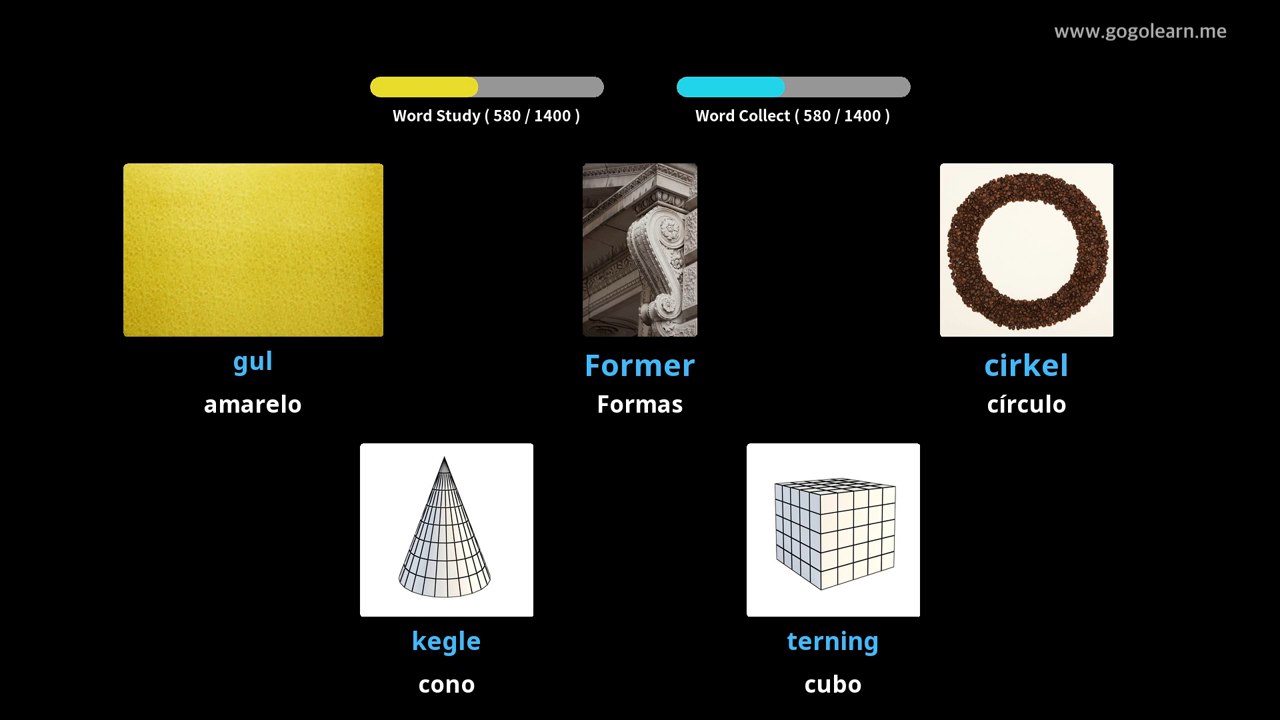 www.gogolearn.me
Word Study ( 580 / 1400 )
Word Collect ( 580 / 1400 )
gul
amarelo
Former
Formas
cirkel
círculo
kegle
cono
terning
cubo